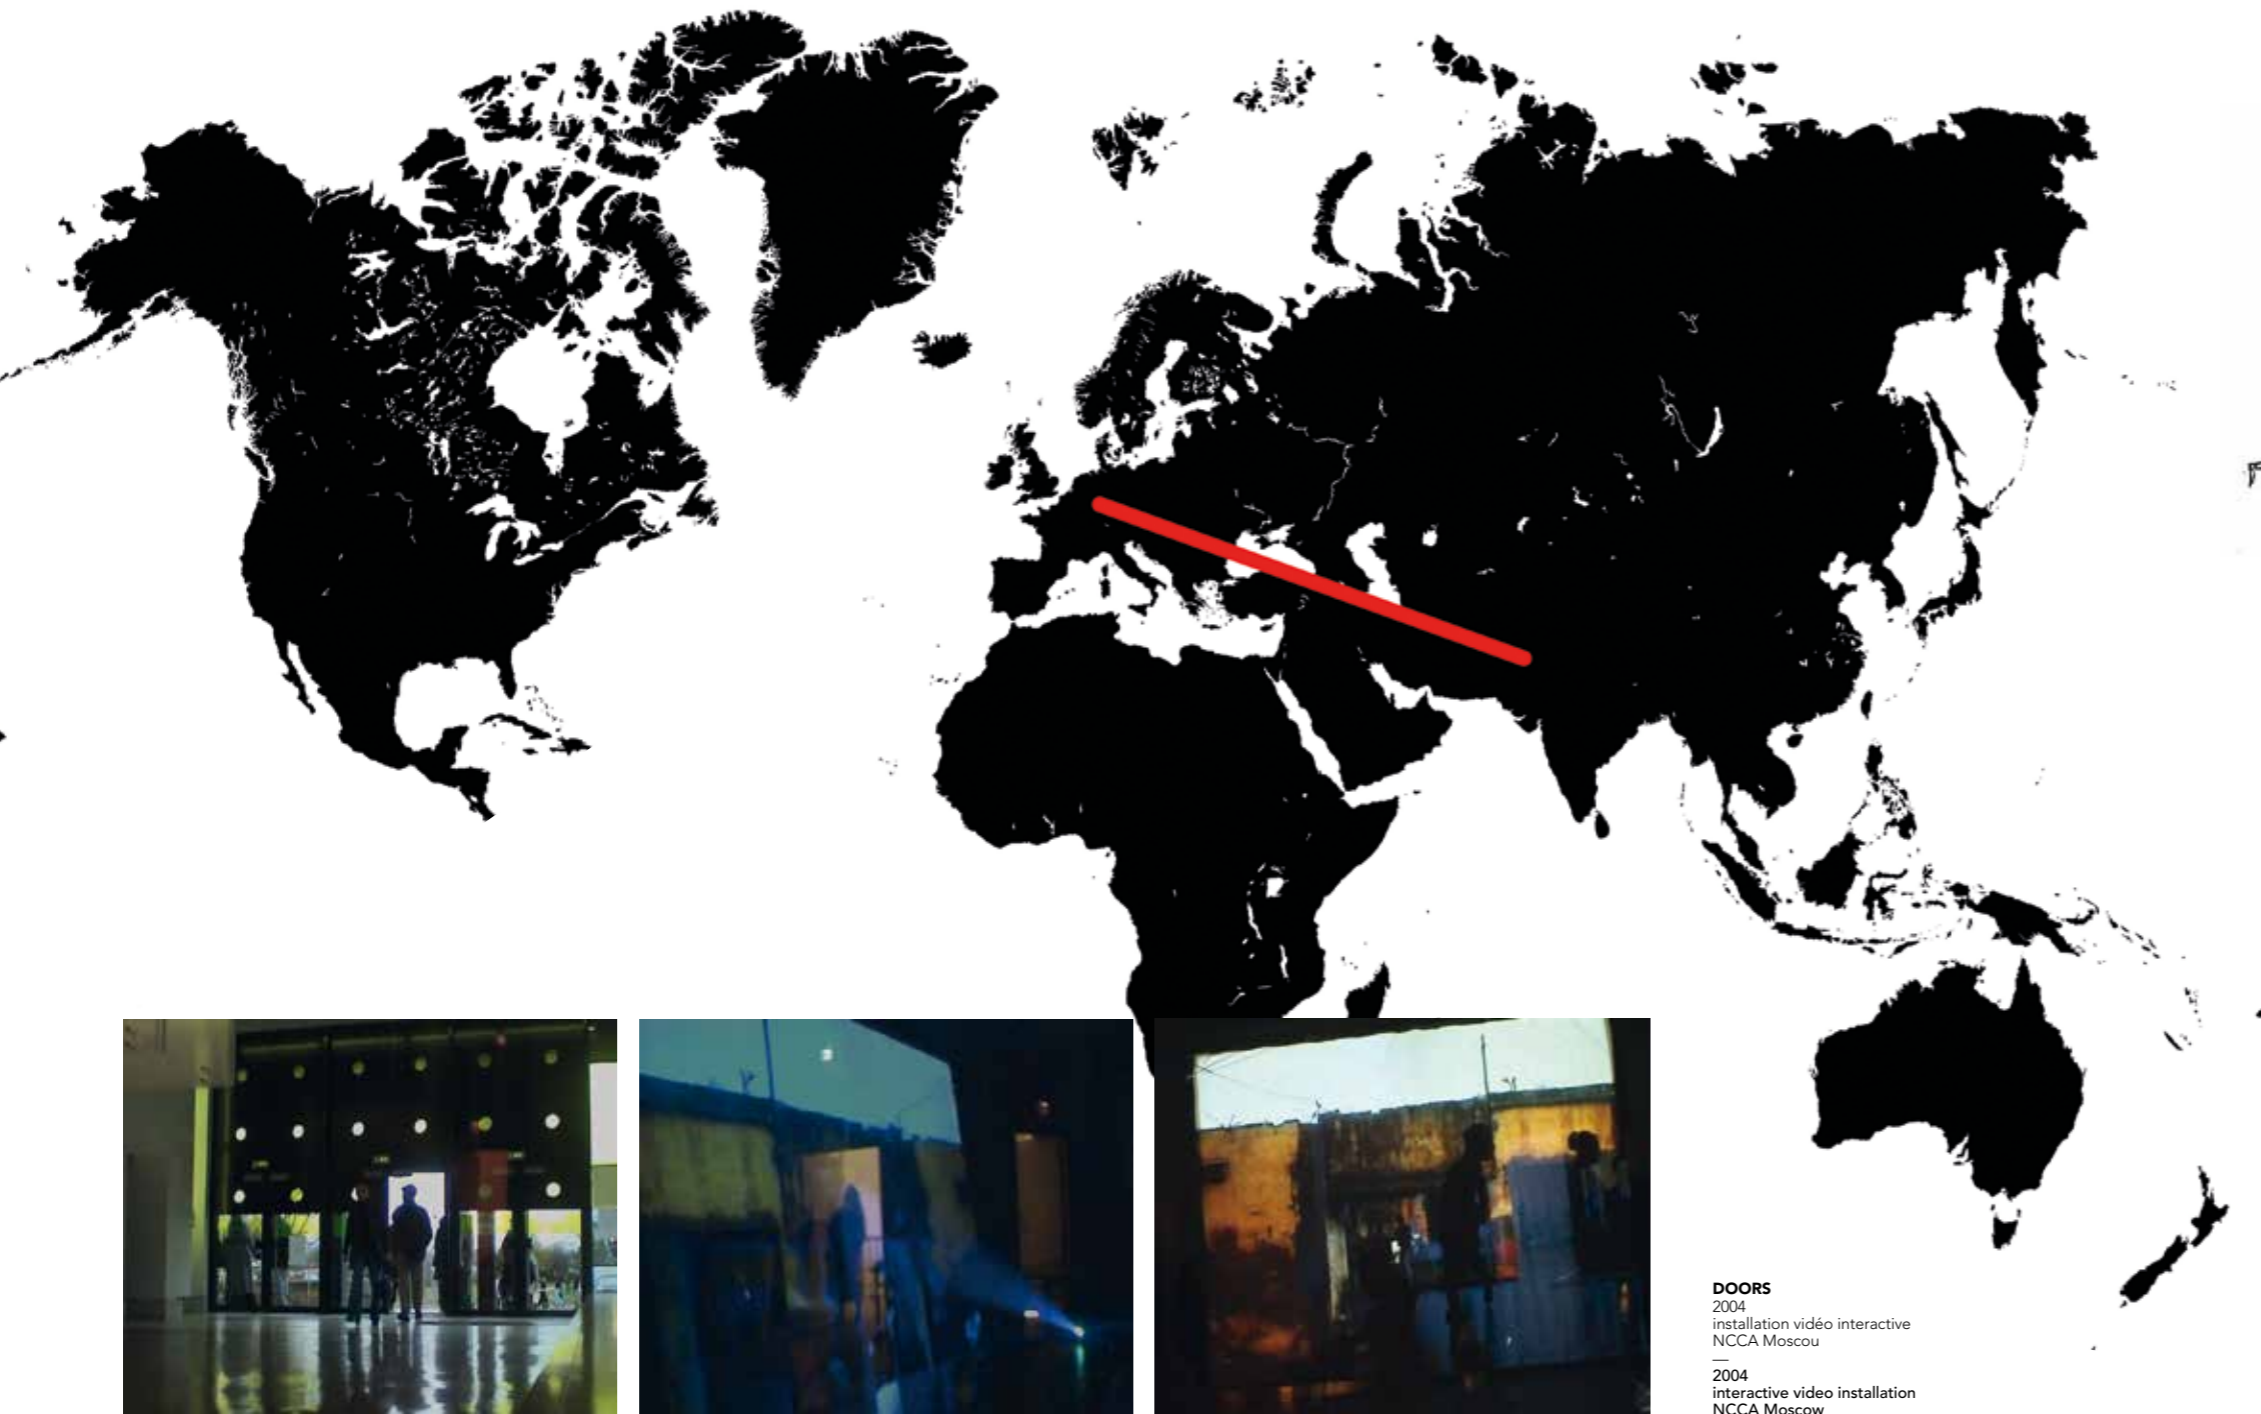 DOORS
2004
installation vidéo interactive
NCCA Moscou
—
2004
interactive video installation
NCCA Moscow